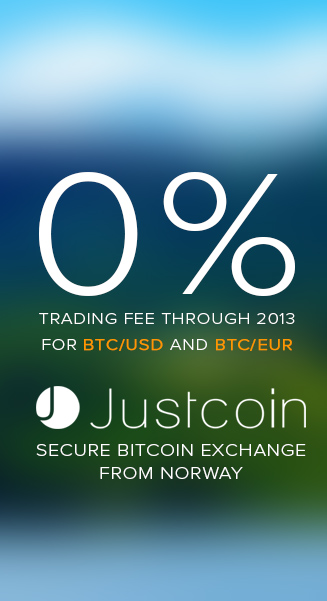 0%
TRADING FEE THROUGH 2013
FOR BTC/USD AND BTC/EUR
Justcoin
SECURE BITCOIN EXCHANGE
FROM NORWAY